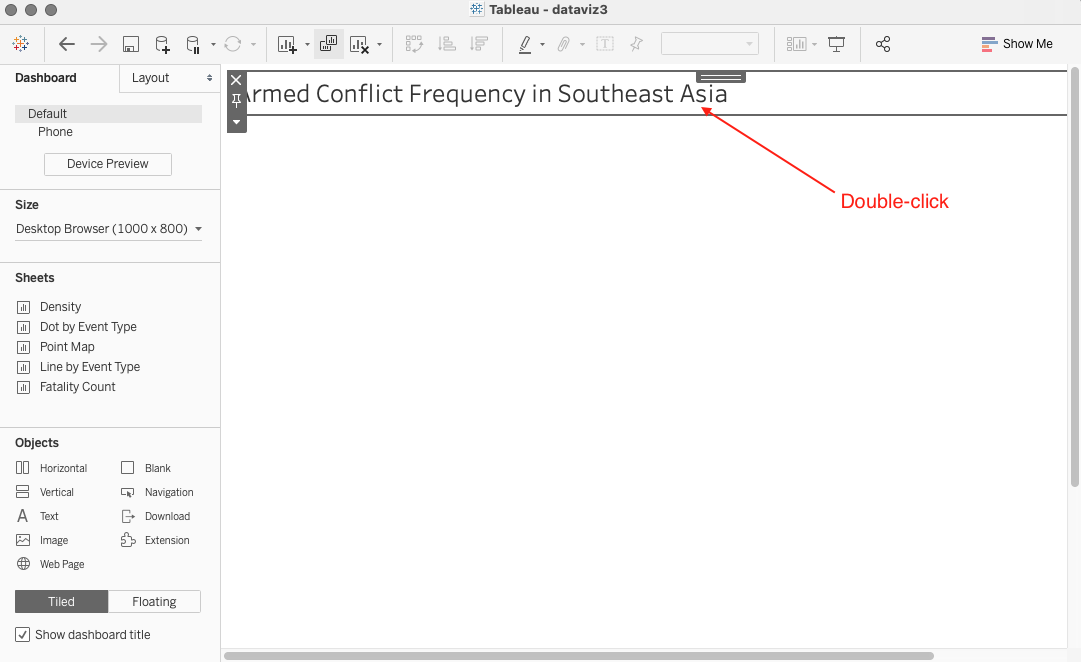 Tableau - dataviz3
Show Me
Dashboard
Layout
Default
Phone
Device Preview
Size
Desktop Browser (1000 x 800)
Sheets
Density
Dot by Event Type
Point Map
Line by Event Type
Fatality Count
Objects
Horizontal
Blank
Vertical
Navigation
A Text
Download
Image
Extension
Web Page
Tiled
Floating
Show dashboard title
Armed Conflict Frequency in Southeast Asia
Double-click